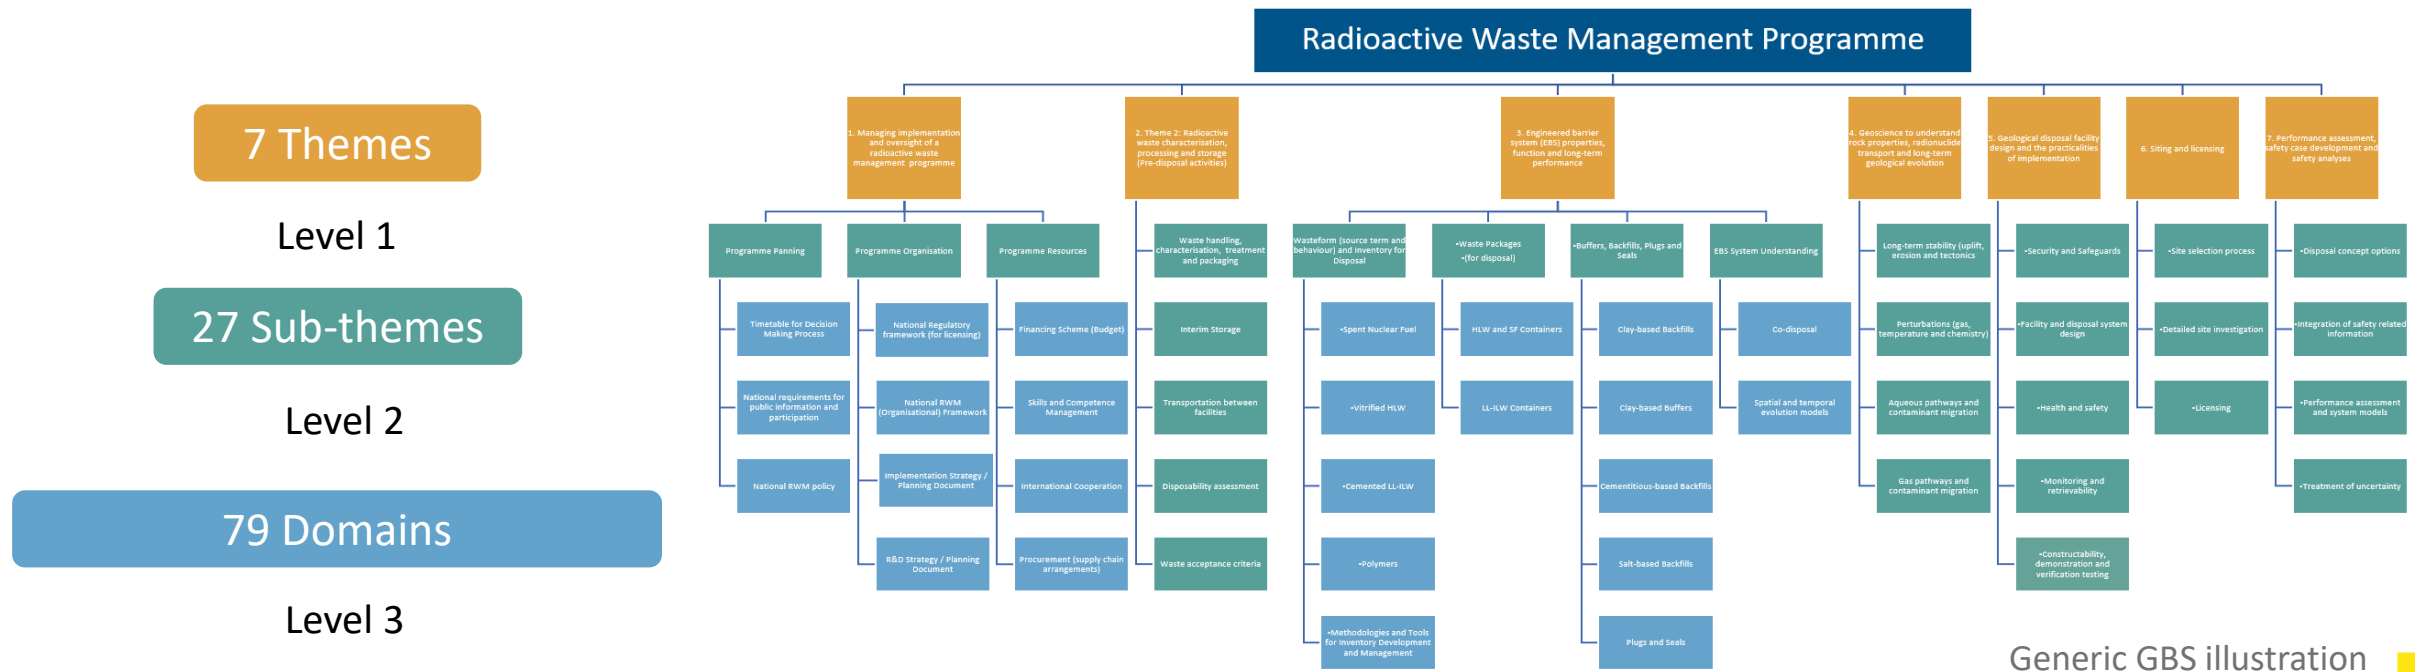 Radioactive Waste Management Programme
7 Themes
Level 1
27 Sub-themes
Level 2
79 Domains
Level 3
1. Managing implementation
and oversight of a
radioactive waste
management programme
2. Theme 2: Radioactive
waste characterisation,
processing and storage
(Pre-disposal activities)
3. Engineered barrier
system (EBS) properties,
function and long-term
performance
4. Geoscience to understand
rock properties, radionuclide
transport and long-term
geological evolution
5. Geological disposal facility
design and the practicalities
of implementation
6. Siting and licensing
7. Performance assessment,
safety case development and
safety analyses
Programme Panning
Timetable for Decision
Making Process
National requirements for
public information and
participation
National RWM policy
Programme Organisation
National Regulatory
framework (for licensing)
National RWM
(Organisational) Framework
Implementation Strategy /
Planning Document
R&D Strategy / Planning
Document
Programme Resources
Financing Scheme (Budget)
Skills and Competence
Management
International Cooperation
Procurement (supply chain
arrangements)
Waste handling,
characterisation, treatment
and packaging
Interim Storage
Transportation between
facilities
Disposability assessment
Waste acceptance criteria
Wasteform (source term and
behaviour) and Inventory for
Disposal
•Spent Nuclear Fuel
•Vitrified HLW
•Cemented LL-ILW
•Polymers
•Methodologies and Tools
for Inventory Development
and Management
•Waste Packages
•(for disposal)
HLW and SF Containers
LL-ILW Containers
•Buffers, Backfills, Plugs and
Seals
Clay-based Backfills
Clay-based Buffers
Cementitious-based Backfills
Salt-based Backfills
Plugs and Seals
EBS System Understanding
Co-disposal
Spatial and temporal
evolution models
Long-term stability (uplift,
erosion and tectonics
Perturbations (gas,
temperature and chemistry)
Aqueous pathways and
contaminant migration
Gas pathways and
contaminant migration
•Security and Safeguards
•Facility and disposal system
design
•Health and safety
•Monitoring and
retrievability
•Constructability,
demonstration and
verification testing
•Site selection process
•Detailed site investigation
•Licensing
•Disposal concept options
•Integration of safety related
information
•Performance assessment
and system models
•Treatment of uncertainty
Generic GBS illustration